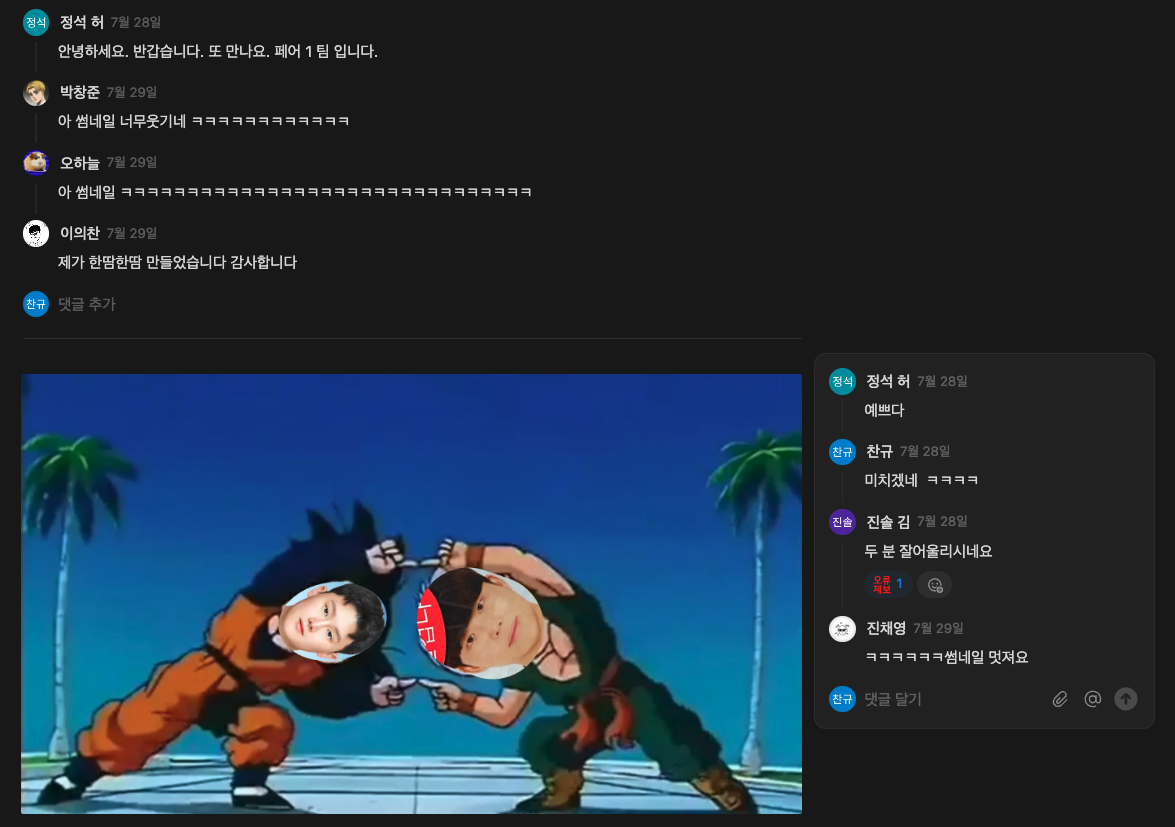 정석
정석 허 7월 28일
안녕하세요. 반갑습니다. 또 만나요. 페어 1 팀 입니다.
박창준 7월 29일
아 썸네일 너무웃기네 ㅋㅋㅋㅋㅋㅋㅋㅋㅋㅋㅋㅋ
오하늘 7월 29일
아 썸네일 ㅋㅋㅋㅋㅋㅋㅋㅋㅋㅋㅋㅋㅋㅋㅋㅋㅋㅋㅋㅋㅋㅋㅋㅋㅋㅋㅋㅋㅋㅋㅋ
이의찬 7월 29일
제가 한땀한땀 만들었습니다 감사합니다
찬규
댓글 추가
정석
정석 허 7월 28일
예쁘다
찬규
찬규 7월 28일
미치겠네 ㅋㅋㅋㅋ
진솔
진솔 김 7월 28일
두 분 잘어울리시네요
오류
제보 1
진채영 7월 29일
ㅋㅋㅋㅋㅋㅋ썸네일 멋져요
찬규
댓글 달기